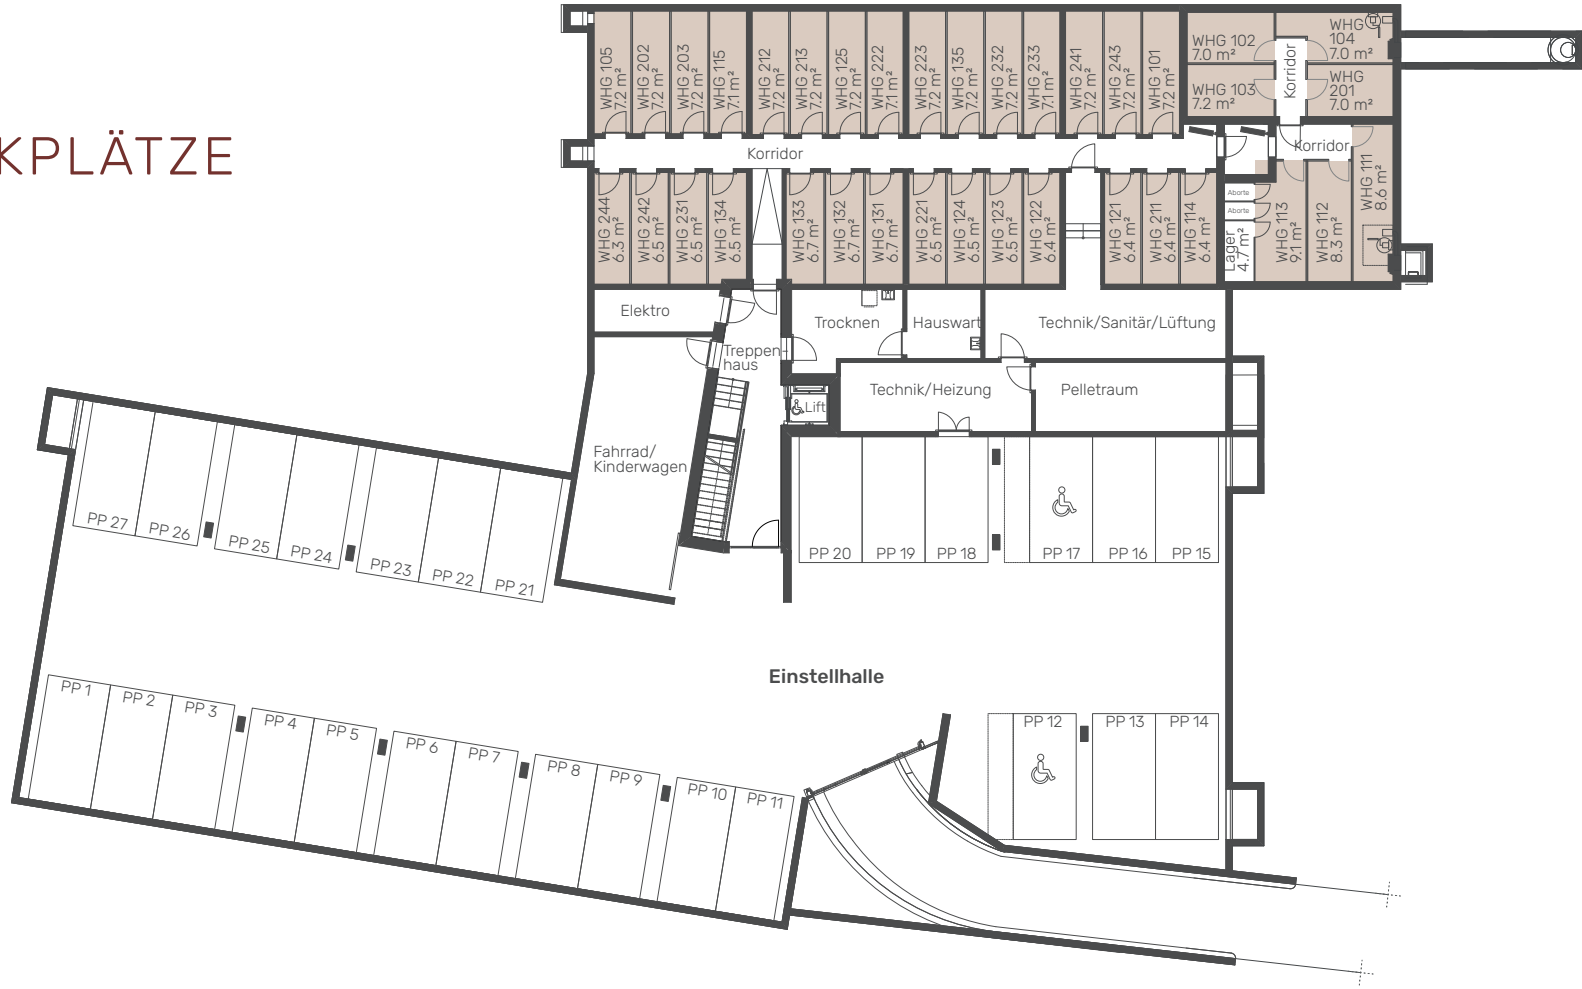 KPLÄTZE
WHG 105
7.2 m²
WHG 202
7.2 m²
WHG 203
7.2 m²
WHG 115
7.1 m²
WHG 212
7.2 m²
WHG 213
7.2 m²
WHG 125
7.2 m²
WHG 222
7.1 m²
WHG 223
7.2 m²
WHG 135
7.2 m²
WHG 232
7.2 m²
WHG 233
7.1 m²
WHG 241
7.2 m²
WHG 243
7.2 m²
WHG 101
7.2 m²
WHG 102
7.0 m²
WHG
104
7.0 m²
Korridor
WHG 103
7.2 m²
WHG
201
7.0 m²
Korridor
Korridor
WHG 244
6.3 m²
WHG 242
6.5 m²
WHG 231
6.5 m²
WHG 134
6.5 m²
WHG 133
6.7 m²
WHG 132
6.7 m²
WHG 131
6.7 m²
WHG 221
6.5 m²
WHG 124
6.5 m²
WHG 123
6.5 m²
WHG 122
6.4 m²
WHG 121
6.4 m²
WHG 211
6.4 m²
WHG 114
6.4 m²
Aborte
Aborte
Lager
4.7 m²
WHG 113
9.1 m²
WHG 112
8.3 m²
WHG 111
8.6 m²
Elektro
Trocknen
Hauswart
Technik/Sanitär/Lüftung
Treppen-
haus
Technik/Heizung
Pelletraum
Lift
Fahrrad/
Kinderwagen
PP 27
PP 26
PP 25
PP 24
PP 23
PP 22
PP 21
PP 20
PP 19
PP 18
PP 17
PP 16
PP 15
Einstellhalle
PP 1
PP 2
PP 3
PP 4
PP 5
PP 6
PP 7
PP 8
PP 9
PP 10
PP 11
PP 12
PP 13
PP 14